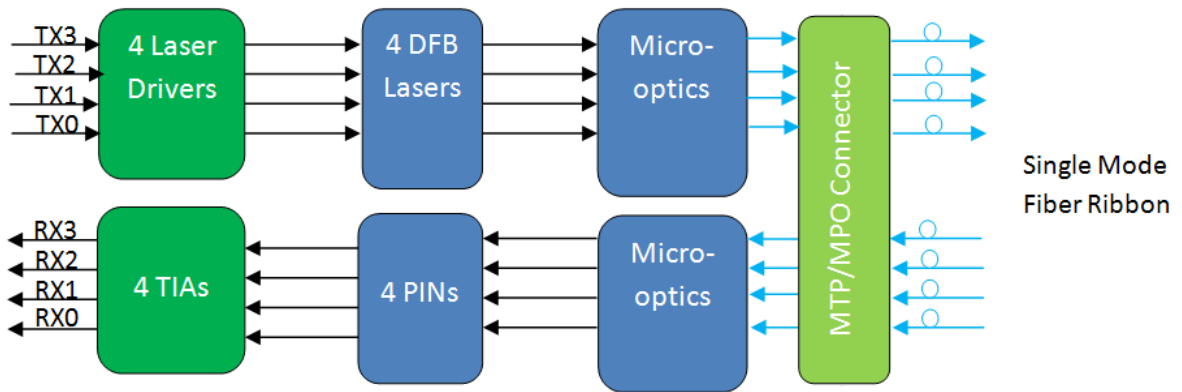 TX3
TX2
TX1
TX0
4 Laser
Drivers
4 DFB
Lasers
Micro-
optics
MTP/MPO Connector
Single Mode
Fiber Ribbon
RX3
RX2
RX1
RX0
4 TIAs
4 PINs
Micro-
optics